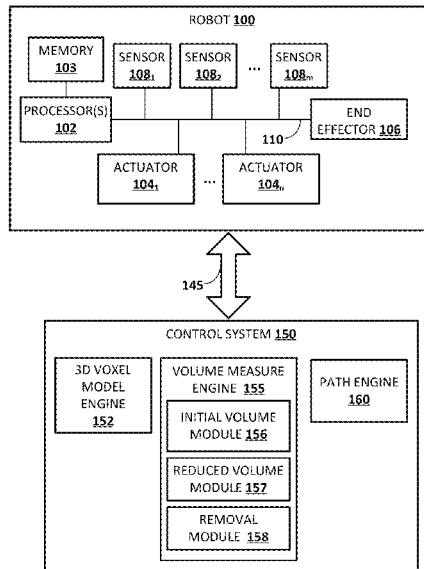 ROBOT 100
MEMORY
103
SENSOR
108₁
SENSOR
108₂
...
SENSOR
108ₘ
PROCESSOR(S)
102
END
EFFECTOR 106
110
ACTUATOR
104₁
...
ACTUATOR
104ₙ
145
CONTROL SYSTEM 150
3D VOXEL
MODEL
ENGINE
152
VOLUME MEASURE
ENGINE 155
INITIAL VOLUME
MODULE 156
REDUCED VOLUME
MODULE 157
REMOVAL
MODULE 158
PATH ENGINE
160